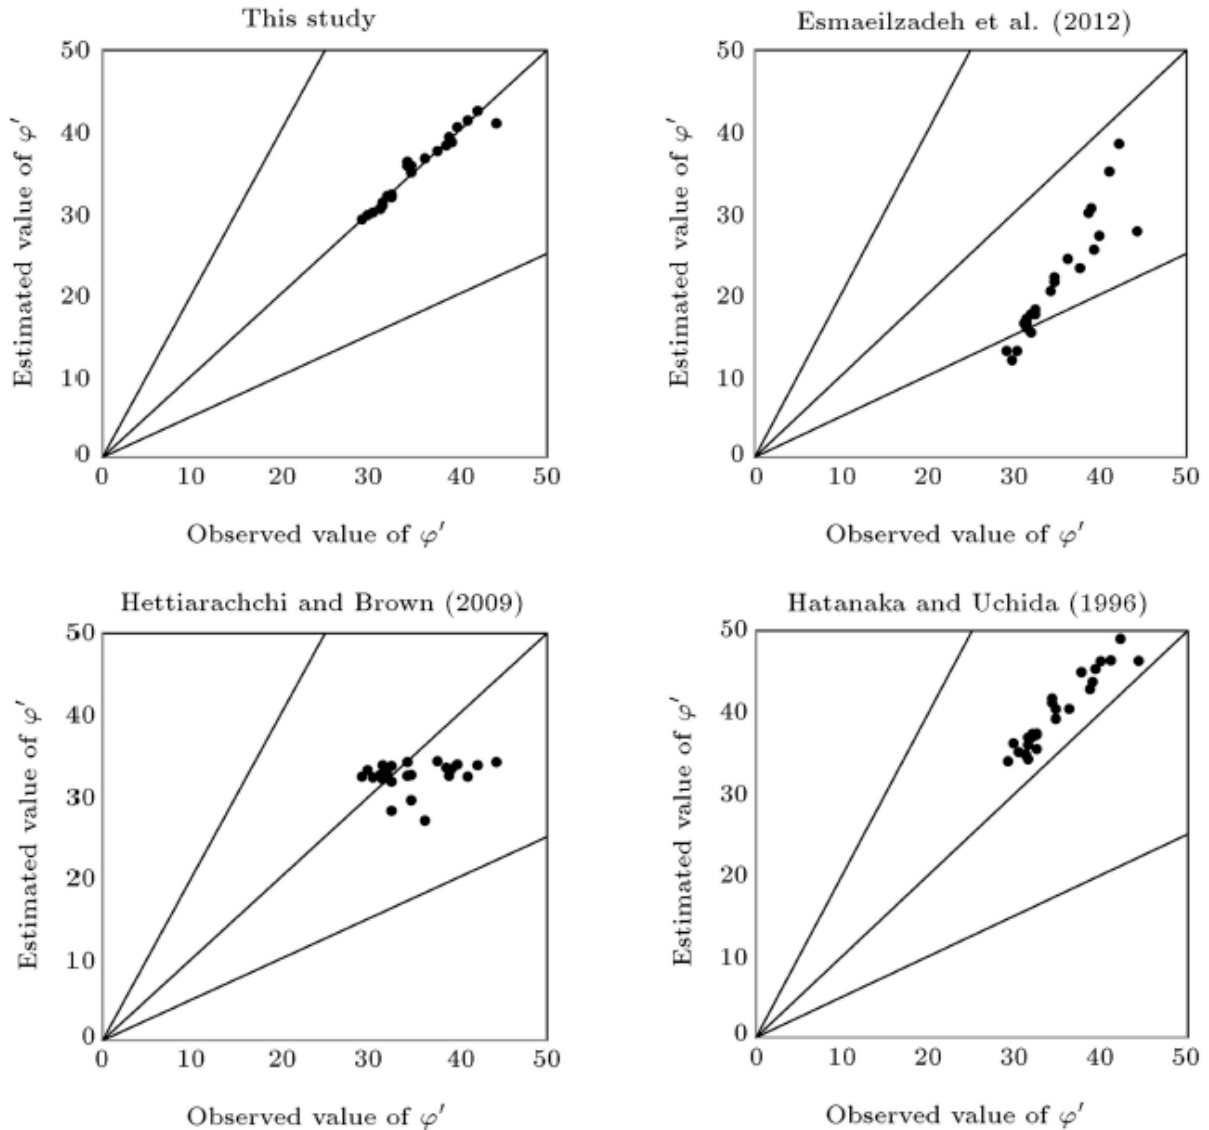 This study
50
40
30
20
10
0
Estimated value of φ′
0 10 20 30 40 50
Observed value of φ′
Esmaeilzadeh et al. (2012)
50
40
30
20
10
0
Estimated value of φ′
0 10 20 30 40 50
Observed value of φ′
Hettiarachchi and Brown (2009)
50
40
30
20
10
0
Estimated value of φ′
0 10 20 30 40 50
Observed value of φ′
Hatanaka and Uchida (1996)
50
40
30
20
10
0
Estimated value of φ′
0 10 20 30 40 50
Observed value of φ′